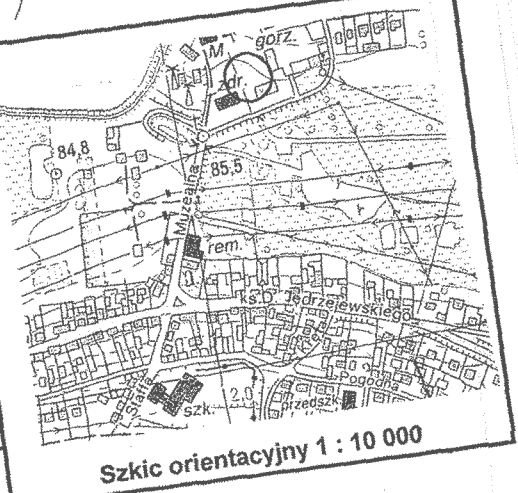 M
gorz.
zdr.
84,8
85,5
Muzealna
rem.
ks. D. Jędrzejewskiego
Pogodna
Stara
szk.
2,0
przedszk.
Szkic orientacyjny 1 : 10 000